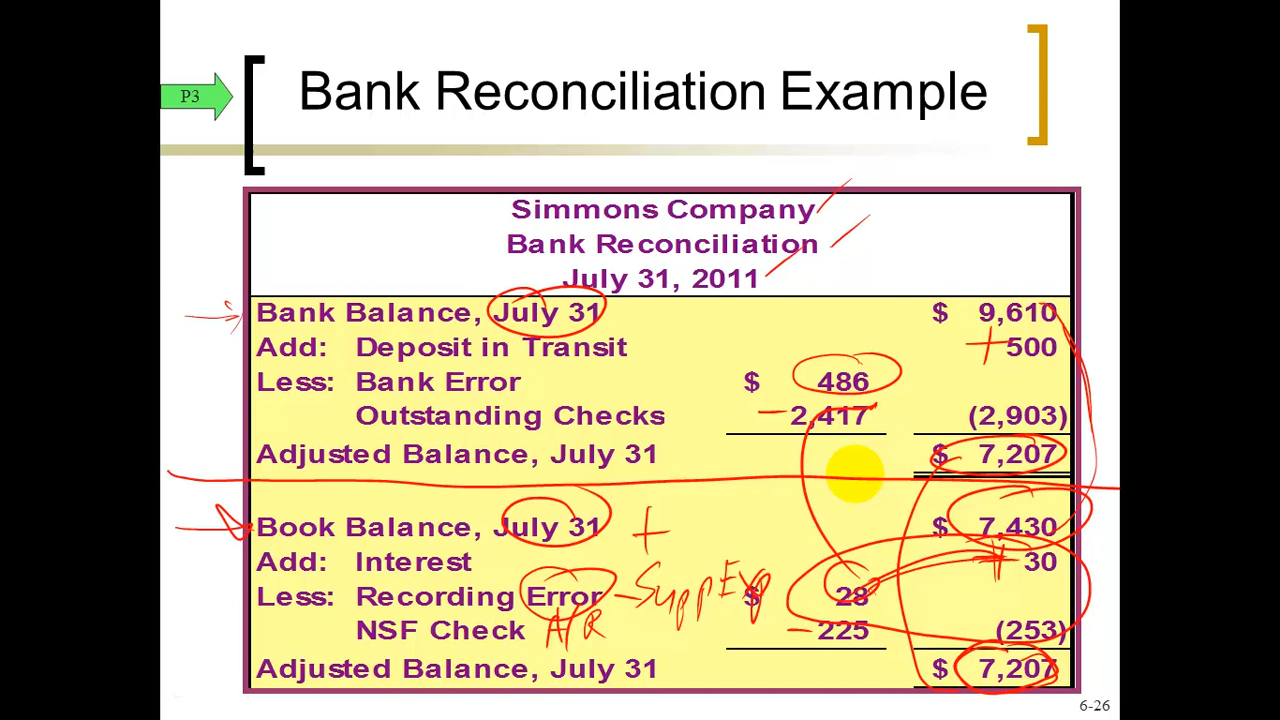 P3
Bank Reconciliation Example
Simmons Company
Bank Reconciliation
July 31, 2011
Bank Balance, July 31 $ 9,610
Add: Deposit in Transit + 500
Less: Bank Error $ 486
Outstanding Checks - 2,417 (2,903)
Adjusted Balance, July 31 $ 7,207
Book Balance, July 31 + $ 7,430
Add: Interest + 30
Less: Recording Error - Supp Exp $ 28
NSF Check A/R - 225 (253)
Adjusted Balance, July 31 $ 7,207
6-26